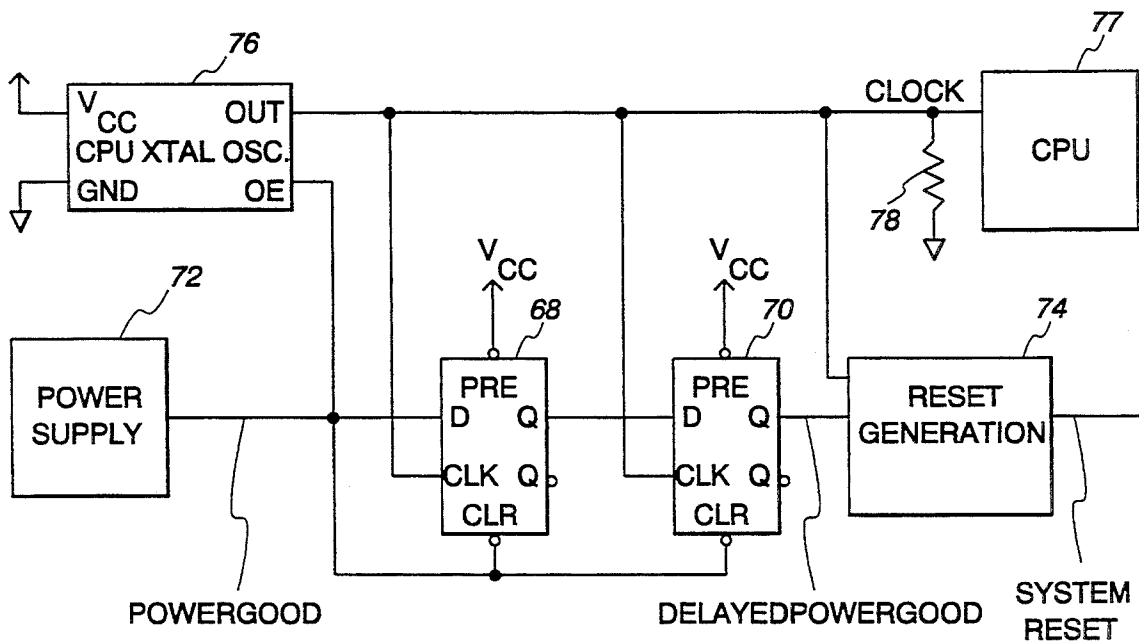 76
77
V CC OUT
CPU XTAL OSC.
GND OE
CLOCK
CPU
78
72
V CC
V CC
68
70
74
POWER
SUPPLY
PRE
D Q
CLK Q
CLR
PRE
D Q
CLK Q
CLR
RESET
GENERATION
POWERGOOD
DELAYEDPOWERGOOD
SYSTEM
RESET